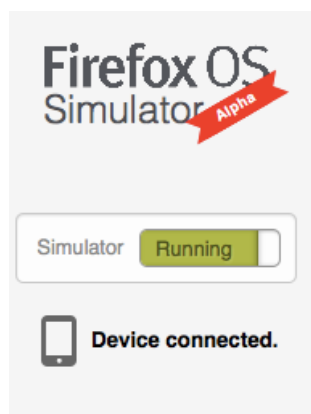 Firefox OS
Simulator
Alpha
Simulator Running
Device connected.